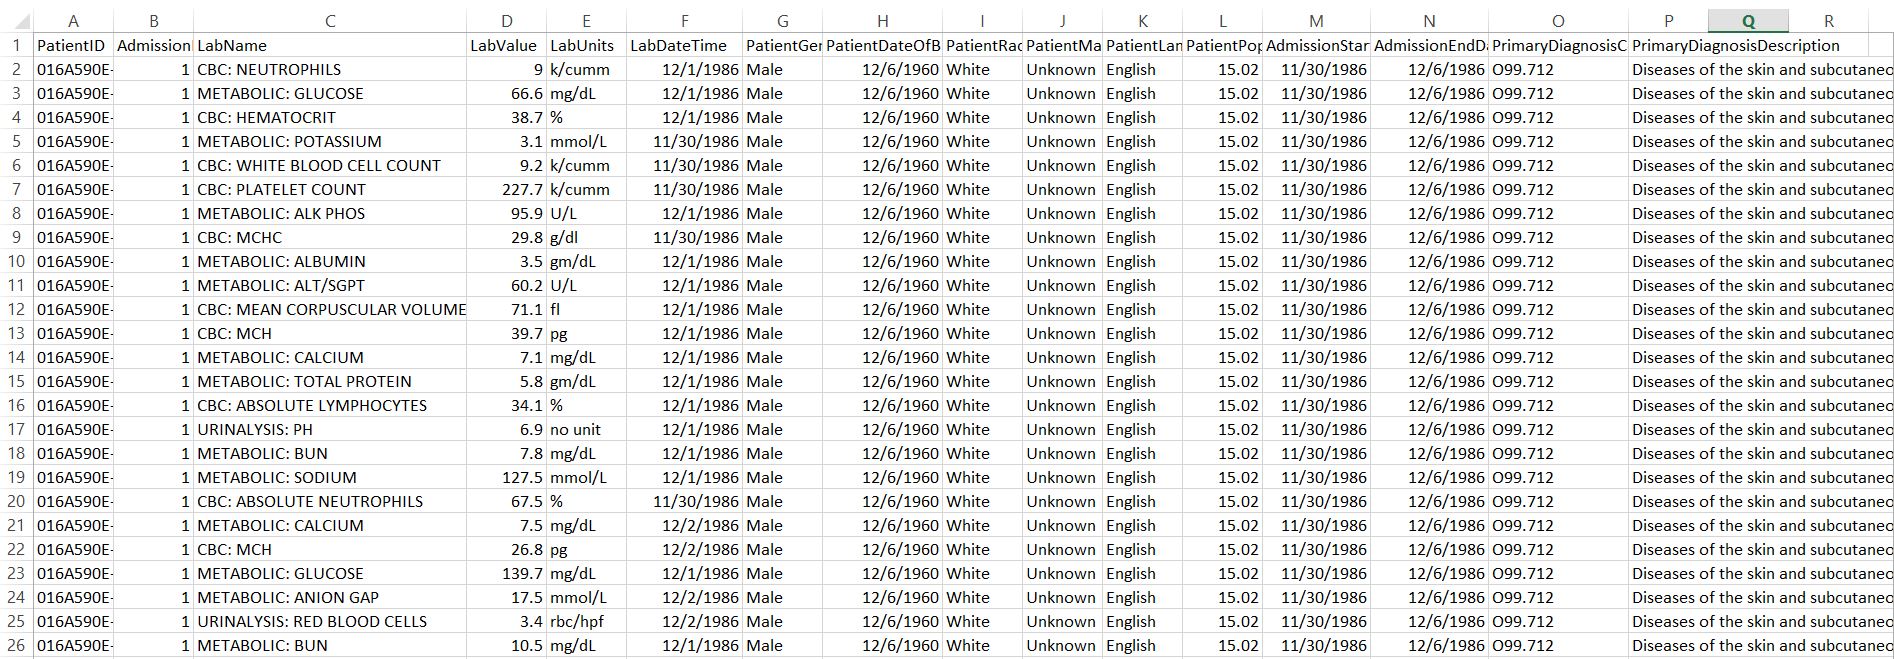 A B C D E F G H I J K L M N O P Q R
1 PatientID Admission LabName LabValue LabUnits LabDateTime PatientGer PatientDateOfB PatientRac PatientMa PatientLan PatientPop AdmissionStar AdmissionEndDa PrimaryDiagnosisC PrimaryDiagnosisDescription
2 016A590E- 1 CBC: NEUTROPHILS 9 k/cumm 12/1/1986 Male 12/6/1960 White Unknown English 15.02 11/30/1986 12/6/1986 O99.712 Diseases of the skin and subcutaneo
3 016A590E- 1 METABOLIC: GLUCOSE 66.6 mg/dL 12/1/1986 Male 12/6/1960 White Unknown English 15.02 11/30/1986 12/6/1986 O99.712 Diseases of the skin and subcutaneo
4 016A590E- 1 CBC: HEMATOCRIT 38.7 % 12/1/1986 Male 12/6/1960 White Unknown English 15.02 11/30/1986 12/6/1986 O99.712 Diseases of the skin and subcutaneo
5 016A590E- 1 METABOLIC: POTASSIUM 3.1 mmol/L 11/30/1986 Male 12/6/1960 White Unknown English 15.02 11/30/1986 12/6/1986 O99.712 Diseases of the skin and subcutaneo
6 016A590E- 1 CBC: WHITE BLOOD CELL COUNT 9.2 k/cumm 11/30/1986 Male 12/6/1960 White Unknown English 15.02 11/30/1986 12/6/1986 O99.712 Diseases of the skin and subcutaneo
7 016A590E- 1 CBC: PLATELET COUNT 227.7 k/cumm 11/30/1986 Male 12/6/1960 White Unknown English 15.02 11/30/1986 12/6/1986 O99.712 Diseases of the skin and subcutaneo
8 016A590E- 1 METABOLIC: ALK PHOS 95.9 U/L 12/1/1986 Male 12/6/1960 White Unknown English 15.02 11/30/1986 12/6/1986 O99.712 Diseases of the skin and subcutaneo
9 016A590E- 1 CBC: MCHC 29.8 g/dl 11/30/1986 Male 12/6/1960 White Unknown English 15.02 11/30/1986 12/6/1986 O99.712 Diseases of the skin and subcutaneo
10 016A590E- 1 METABOLIC: ALBUMIN 3.5 gm/dL 12/1/1986 Male 12/6/1960 White Unknown English 15.02 11/30/1986 12/6/1986 O99.712 Diseases of the skin and subcutaneo
11 016A590E- 1 METABOLIC: ALT/SGPT 60.2 U/L 12/1/1986 Male 12/6/1960 White Unknown English 15.02 11/30/1986 12/6/1986 O99.712 Diseases of the skin and subcutaneo
12 016A590E- 1 CBC: MEAN CORPUSCULAR VOLUME 71.1 fl 12/1/1986 Male 12/6/1960 White Unknown English 15.02 11/30/1986 12/6/1986 O99.712 Diseases of the skin and subcutaneo
13 016A590E- 1 CBC: MCH 39.7 pg 12/1/1986 Male 12/6/1960 White Unknown English 15.02 11/30/1986 12/6/1986 O99.712 Diseases of the skin and subcutaneo
14 016A590E- 1 METABOLIC: CALCIUM 7.1 mg/dL 12/1/1986 Male 12/6/1960 White Unknown English 15.02 11/30/1986 12/6/1986 O99.712 Diseases of the skin and subcutaneo
15 016A590E- 1 METABOLIC: TOTAL PROTEIN 5.8 gm/dL 12/1/1986 Male 12/6/1960 White Unknown English 15.02 11/30/1986 12/6/1986 O99.712 Diseases of the skin and subcutaneo
16 016A590E- 1 CBC: ABSOLUTE LYMPHOCYTES 34.1 % 12/1/1986 Male 12/6/1960 White Unknown English 15.02 11/30/1986 12/6/1986 O99.712 Diseases of the skin and subcutaneo
17 016A590E- 1 URINALYSIS: PH 6.9 no unit 12/1/1986 Male 12/6/1960 White Unknown English 15.02 11/30/1986 12/6/1986 O99.712 Diseases of the skin and subcutaneo
18 016A590E- 1 METABOLIC: BUN 7.8 mg/dL 12/1/1986 Male 12/6/1960 White Unknown English 15.02 11/30/1986 12/6/1986 O99.712 Diseases of the skin and subcutaneo
19 016A590E- 1 METABOLIC: SODIUM 127.5 mmol/L 12/1/1986 Male 12/6/1960 White Unknown English 15.02 11/30/1986 12/6/1986 O99.712 Diseases of the skin and subcutaneo
20 016A590E- 1 CBC: ABSOLUTE NEUTROPHILS 67.5 % 11/30/1986 Male 12/6/1960 White Unknown English 15.02 11/30/1986 12/6/1986 O99.712 Diseases of the skin and subcutaneo
21 016A590E- 1 METABOLIC: CALCIUM 7.5 mg/dL 12/2/1986 Male 12/6/1960 White Unknown English 15.02 11/30/1986 12/6/1986 O99.712 Diseases of the skin and subcutaneo
22 016A590E- 1 CBC: MCH 26.8 pg 12/2/1986 Male 12/6/1960 White Unknown English 15.02 11/30/1986 12/6/1986 O99.712 Diseases of the skin and subcutaneo
23 016A590E- 1 METABOLIC: GLUCOSE 139.7 mg/dL 12/1/1986 Male 12/6/1960 White Unknown English 15.02 11/30/1986 12/6/1986 O99.712 Diseases of the skin and subcutaneo
24 016A590E- 1 METABOLIC: ANION GAP 17.5 mmol/L 12/2/1986 Male 12/6/1960 White Unknown English 15.02 11/30/1986 12/6/1986 O99.712 Diseases of the skin and subcutaneo
25 016A590E- 1 URINALYSIS: RED BLOOD CELLS 3.4 rbc/hpf 12/2/1986 Male 12/6/1960 White Unknown English 15.02 11/30/1986 12/6/1986 O99.712 Diseases of the skin and subcutaneo
26 016A590E- 1 METABOLIC: BUN 10.5 mg/dL 12/1/1986 Male 12/6/1960 White Unknown English 15.02 11/30/1986 12/6/1986 O99.712 Diseases of the skin and subcutaneo